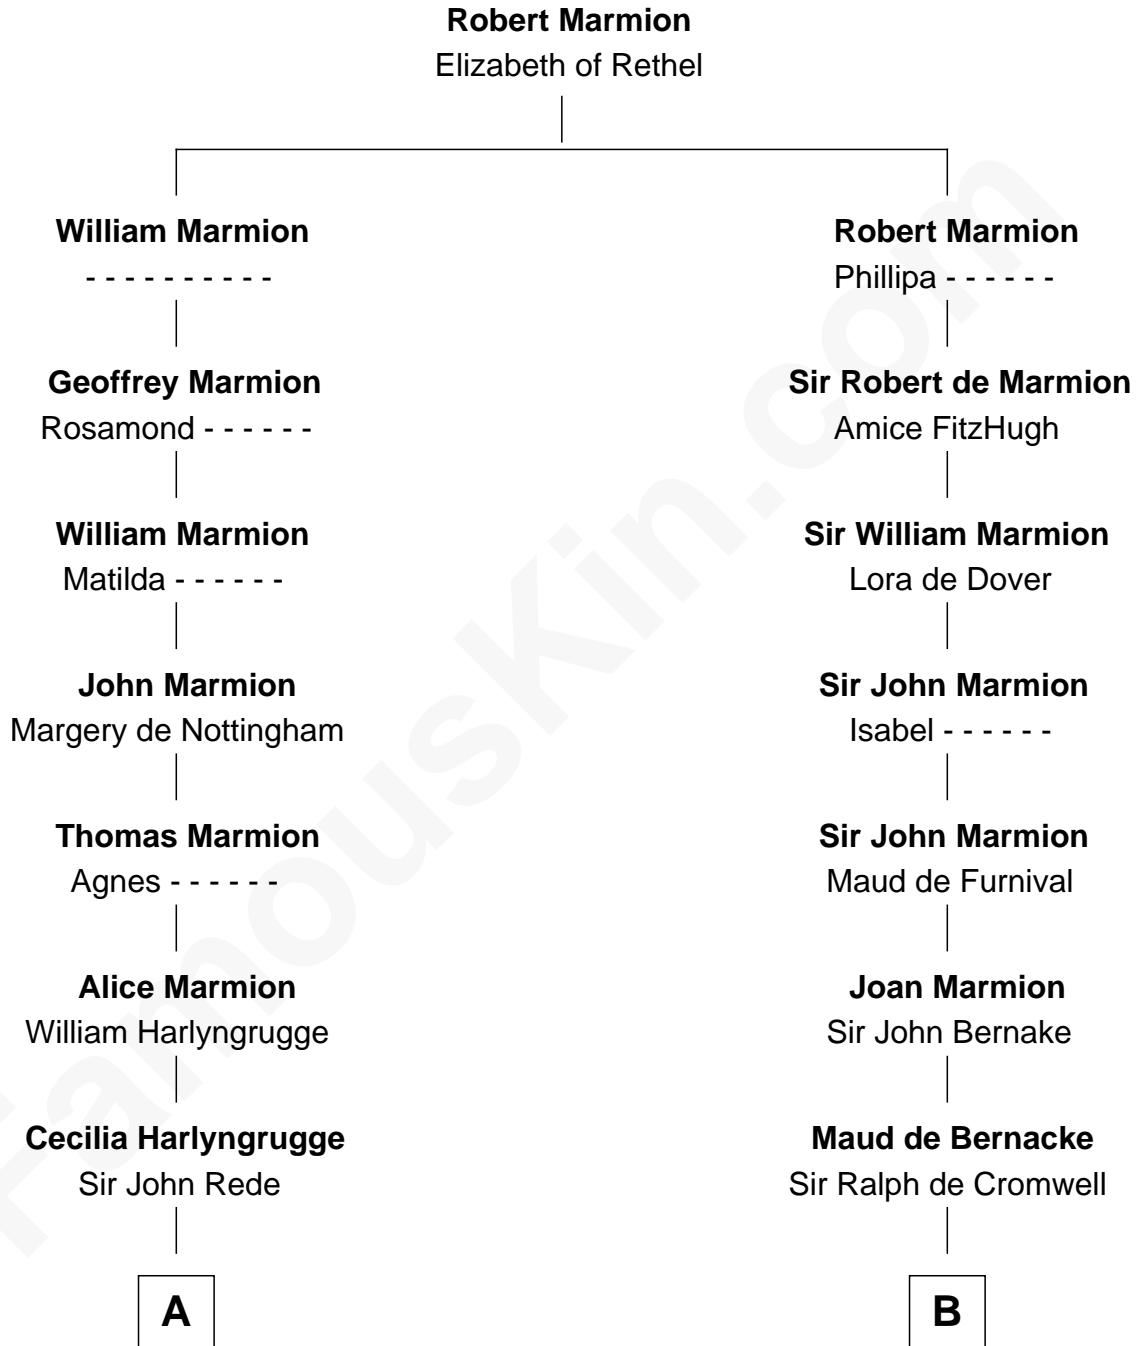 Robert Marmion
Elizabeth of Rethel
William Marmion
- - - - - - - - - -
Robert Marmion
Phillipa - - - - - -
Geoffrey Marmion
Rosamond - - - - - -
Sir Robert de Marmion
Amice FitzHugh
William Marmion
Matilda - - - - - -
Sir William Marmion
Lora de Dover
John Marmion
Margery de Nottingham
Sir John Marmion
Isabel - - - - - -
Thomas Marmion
Agnes - - - - - -
Sir John Marmion
Maud de Furnival
Alice Marmion
William Harlyngrugge
Joan Marmion
Sir John Bernake
Cecilia Harlyngrugge
Sir John Rede
Maud de Bernacke
Sir Ralph de Cromwell
A
B
FamousKin.com